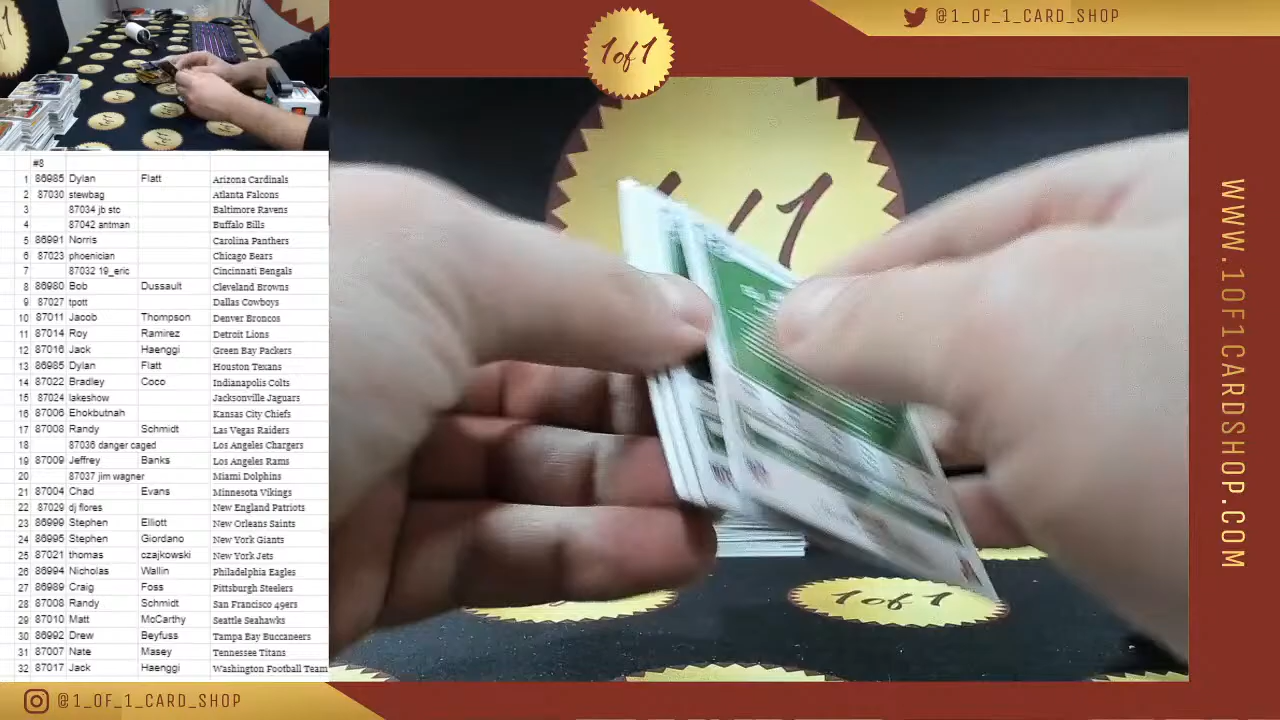 1of1
@1_OF_1_CARD_SHOP
#8
1 86985 Dylan Flatt Arizona Cardinals
2 87030 stewbag Atlanta Falcons
3 87034 jb stc Baltimore Ravens
4 87042 antman Buffalo Bills
5 86991 Norris Carolina Panthers
6 87023 phoenician Chicago Bears
7 87032 19_eric Cincinnati Bengals
8 86980 Bob Dussault Cleveland Browns
9 87027 tpott Dallas Cowboys
10 87011 Jacob Thompson Denver Broncos
11 87014 Roy Ramirez Detroit Lions
12 87016 Jack Haenggi Green Bay Packers
13 86985 Dylan Flatt Houston Texans
14 87022 Bradley Coco Indianapolis Colts
15 87024 lakeshow Jacksonville Jaguars
16 87006 Ehokbutnah Kansas City Chiefs
17 87008 Randy Schmidt Las Vegas Raiders
18 87036 danger caged Los Angeles Chargers
19 87009 Jeffrey Banks Los Angeles Rams
20 87037 jim wagner Miami Dolphins
21 87004 Chad Evans Minnesota Vikings
22 87029 dj flores New England Patriots
23 86999 Stephen Elliott New Orleans Saints
24 86995 Stephen Giordano New York Giants
25 87021 thomas czajkowski New York Jets
26 86994 Nicholas Wallin Philadelphia Eagles
27 86989 Craig Foss Pittsburgh Steelers
28 87008 Randy Schmidt San Francisco 49ers
29 87010 Matt McCarthy Seattle Seahawks
30 86992 Drew Beyfuss Tampa Bay Buccaneers
31 87007 Nate Masey Tennessee Titans
32 87017 Jack Haenggi Washington Football Team
1of1
WWW.1OF1CARDSHOP.COM
@1_OF_1_CARD_SHOP